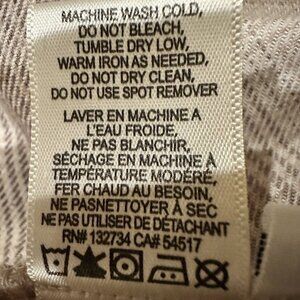 MACHINE WASH COLD,
DO NOT BLEACH,
TUMBLE DRY LOW,
WARM IRON AS NEEDED,
DO NOT DRY CLEAN,
DO NOT USE SPOT REMOVER
LAVER EN MACHINE A
L'EAU FROIDE,
NE PAS BLANCHIR,
SÉCHAGE EN MACHINE À
TEMPÉRATURE MODÉRÉ,
FER CHAUD AU BESOIN,
NE PASNETTOYER À SEC
NE PAS UTILISER DE DÉTACHANT
RN# 132734 CA# 54517